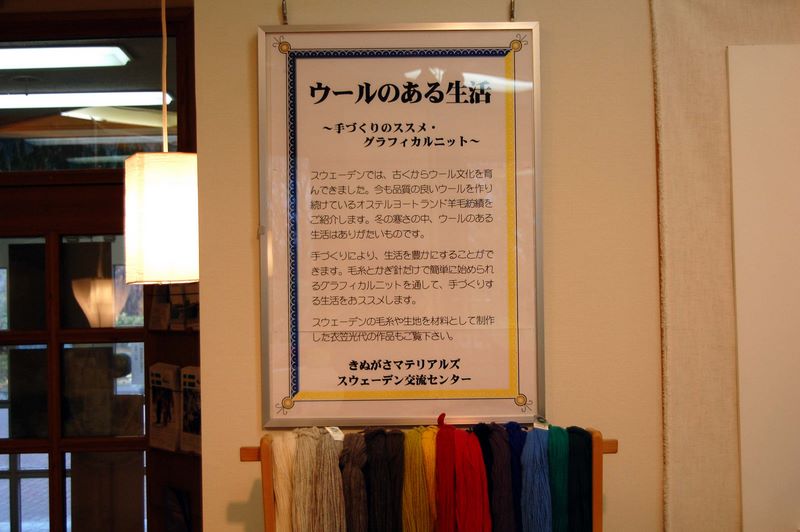 ウールのある生活
～手づくりのススメ・
グラフィカルニット～
スウェーデンでは、古くからウール文化を育
んできました。今も品質の良いウールを作り
続けているオステルヨートランド羊毛紡績を
ご紹介します。冬の寒さの中、ウールのある
生活はありがたいものです。
手づくりにより、生活を豊かにすることがで
きます。毛糸とかぎ針だけで簡単に始められ
るグラフィカルニットを通して、手づくりす
る生活をおススメします。
スウェーデンの毛糸や生地を材料として制作
した衣笠光代の作品もご覧下さい。
きぬがさマテリアルズ
スウェーデン交流センター